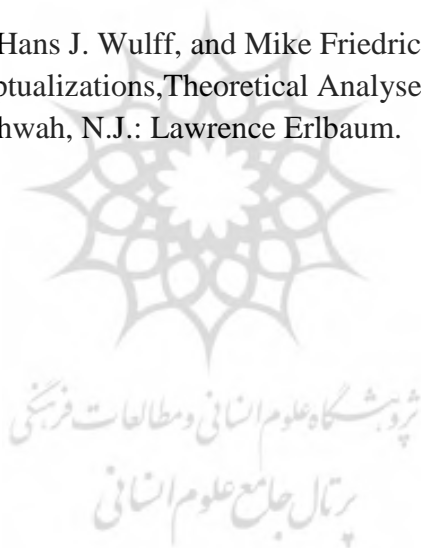 Hans J. Wulff, and Mike Friedric
ptualizations,Theoretical Analyse
hwah, N.J.: Lawrence Erlbaum.
پژوهشگاه علوم انسانی و مطالعات فرهنگی
پرتال جامع علوم انسانی